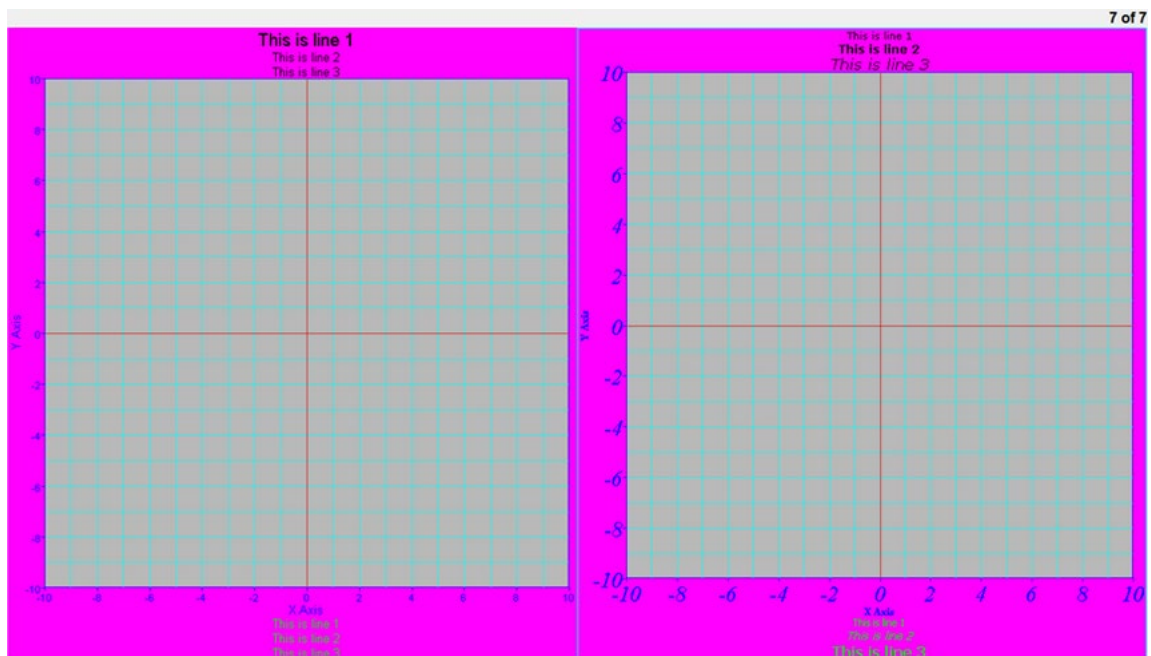 7 of 7
This is line 1
This is line 2
This is line 3
10
8
6
4
2
0
-2
-4
-6
-8
-10
Y Axis
-10 -8 -6 -4 -2 0 2 4 6 8 10
X Axis
This is line 1
This is line 2
This is line 3
This is line 1
This is line 2
This is line 3
10
8
6
4
2
0
-2
-4
-6
-8
-10
Y Axis
-10 -8 -6 -4 -2 0 2 4 6 8 10
X Axis
This is line 1
This is line 2
This is line 3